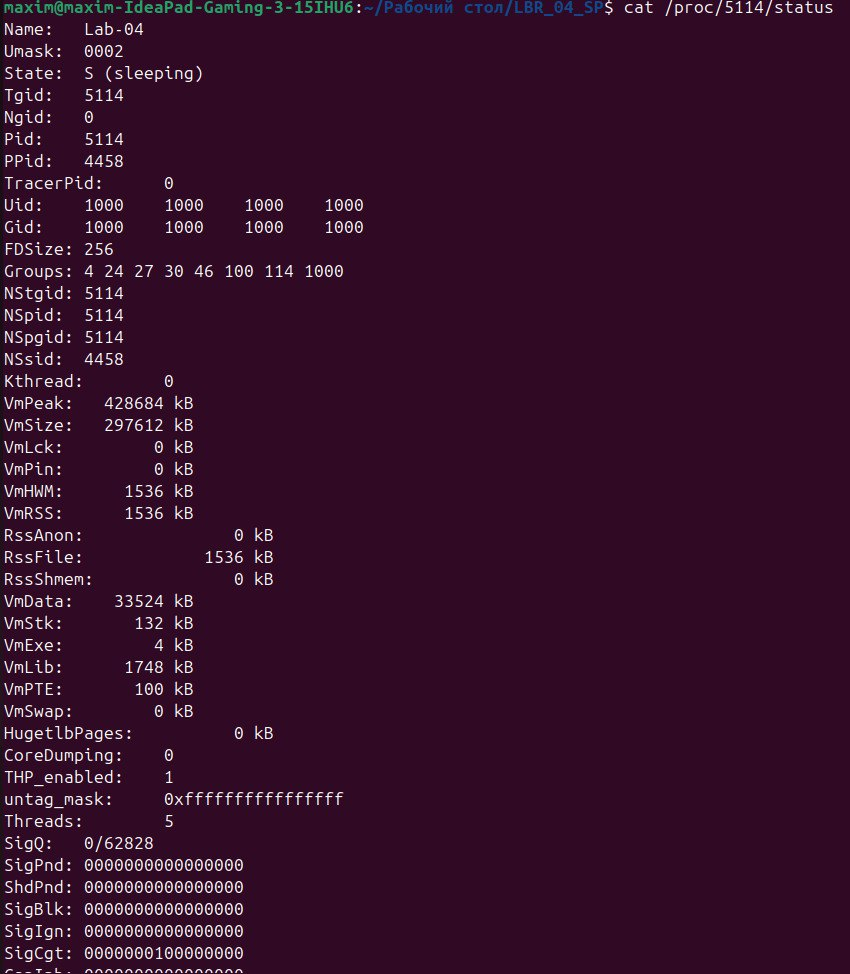 maxim@maxim-IdeaPad-Gaming-3-15IHU6:~/Рабочий стол/LBR_04_SP$ cat /proc/5114/status
Name:	Lab-04
Umask:	0002
State:	S (sleeping)
Tgid:	5114
Ngid:	0
Pid:	5114
PPid:	4458
TracerPid:	0
Uid:	1000	1000	1000	1000
Gid:	1000	1000	1000	1000
FDSize:	256
Groups:	4 24 27 30 46 100 114 1000
NStgid:	5114
NSpid:	5114
NSpgid:	5114
NSsid:	4458
Kthread:	0
VmPeak:	  428684 kB
VmSize:	  297612 kB
VmLck:	       0 kB
VmPin:	       0 kB
VmHWM:	    1536 kB
VmRSS:	    1536 kB
RssAnon:	       0 kB
RssFile:	    1536 kB
RssShmem:	       0 kB
VmData:	   33524 kB
VmStk:	     132 kB
VmExe:	       4 kB
VmLib:	    1748 kB
VmPTE:	     100 kB
VmSwap:	       0 kB
HugetlbPages:	       0 kB
CoreDumping:	0
THP_enabled:	1
untag_mask:	0xffffffffffffffff
Threads:	5
SigQ:	0/62828
SigPnd:	0000000000000000
ShdPnd:	0000000000000000
SigBlk:	0000000000000000
SigIgn:	0000000000000000
SigCgt:	0000000100000000